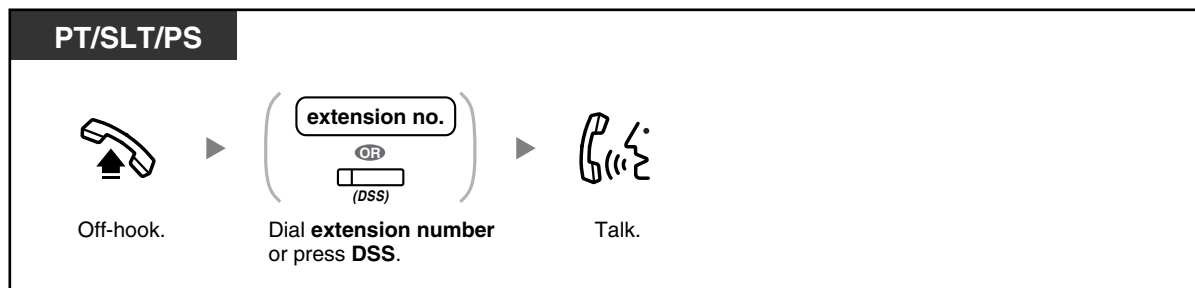 PT/SLT/PS
extension no.
OR
(DSS)
Off-hook.
Dial extension number
or press DSS.
Talk.